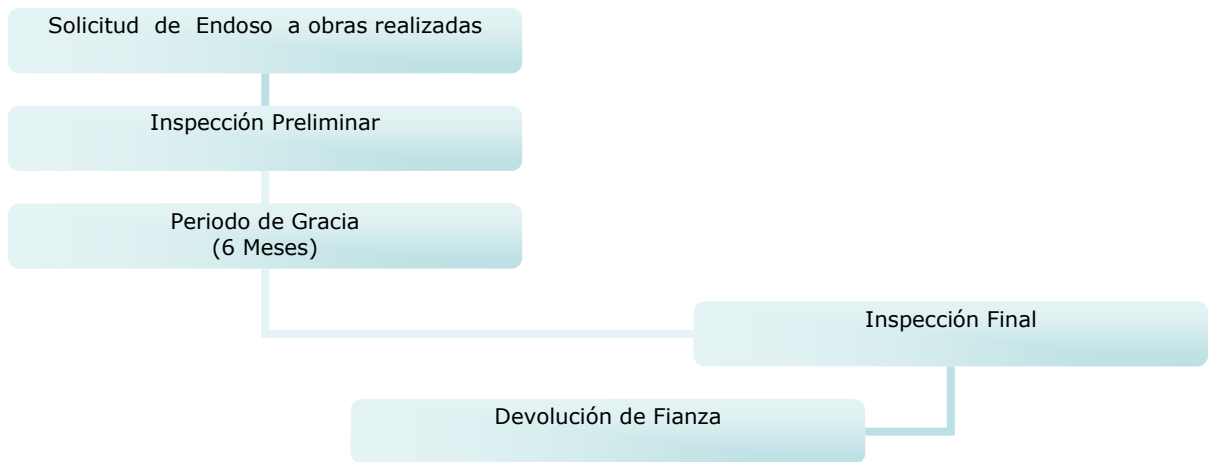 Solicitud de Endoso a obras realizadas
Inspección Preliminar
Periodo de Gracia
(6 Meses)
Inspección Final
Devolución de Fianza